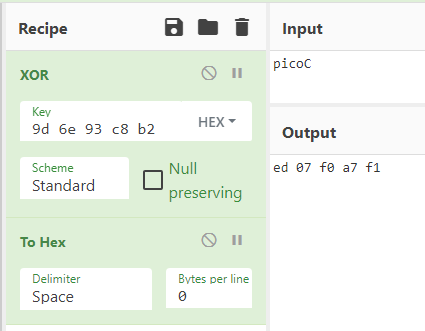 Recipe
XOR
Key
9d 6e 93 c8 b2
HEX
Scheme
Standard
Null
preserving
To Hex
Delimiter
Space
Bytes per line
0
Input
picoC
Output
ed 07 f0 a7 f1